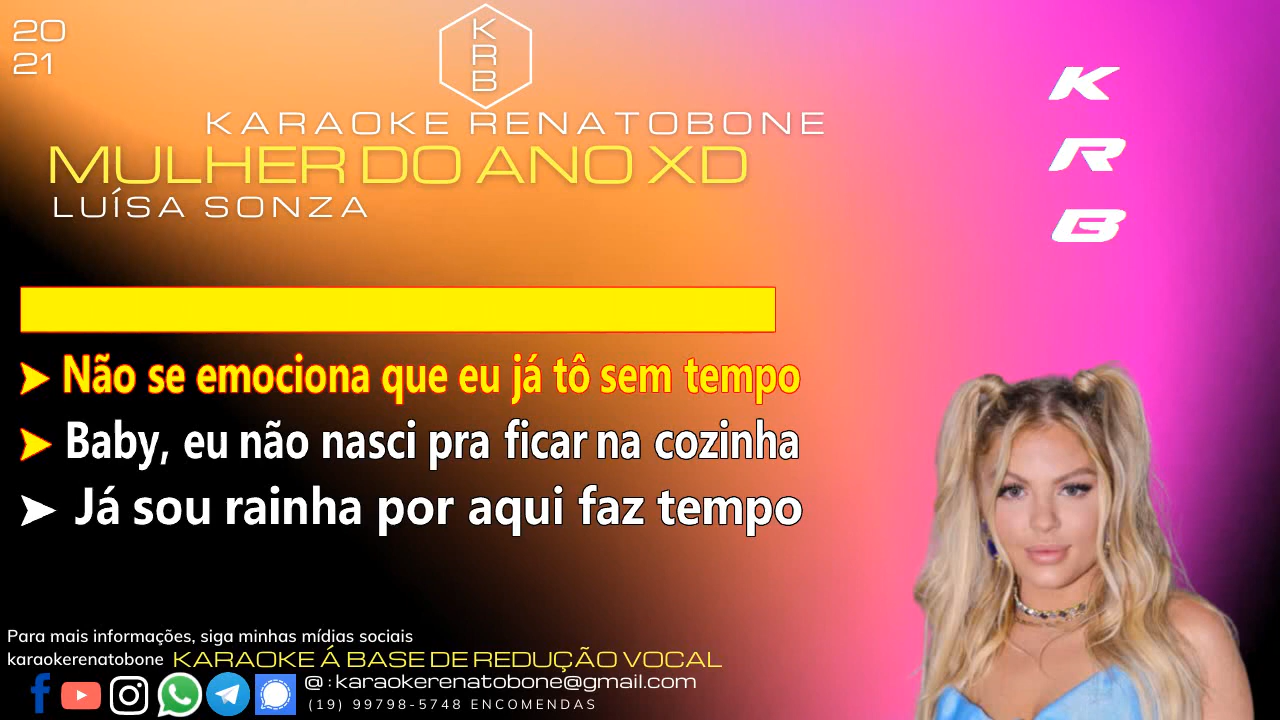 20
21
K
R
B
KARAOKE RENATOBONE
MULHER DO ANO XD
LUÍSA SONZA
K
R
B
Não se emociona que eu já tô sem tempo
Baby, eu não nasci pra ficar na cozinha
Já sou rainha por aqui faz tempo
Para mais informações, siga minhas mídias sociais
karaokerenatobone KARAOKE Á BASE DE REDUÇÃO VOCAL
@ : karaokerenatobone@gmail.com
(19) 99798-5748 ENCOMENDAS